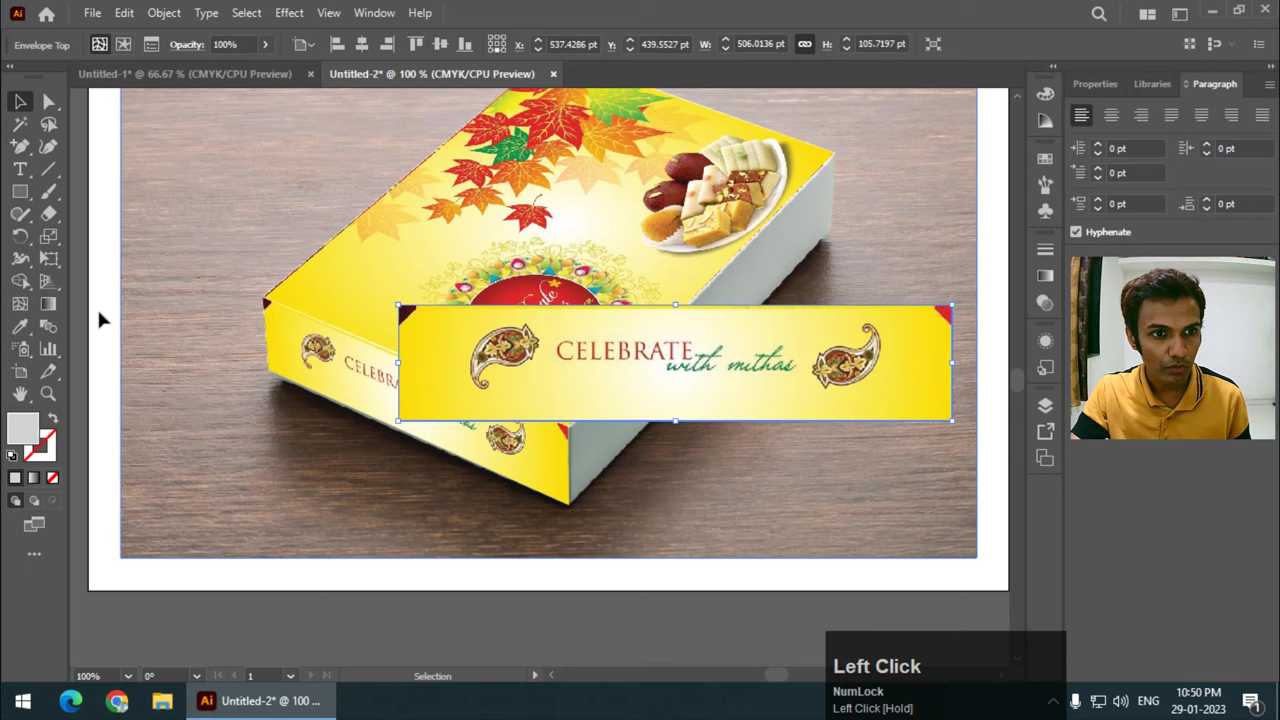 Ai File Edit Object Type Select Effect View Window Help
Envelope Top Opacity: 100% X: 537.4286 pt Y: 439.5527 pt W: 506.0136 pt H: 105.7197 pt
Untitled-1* @ 66.67 % (CMYK/CPU Preview) Untitled-2* @ 100 % (CMYK/CPU Preview)
Properties Libraries Paragraph
0 pt 0 pt
0 pt
0 pt 0 pt
Hyphenate
CELEBRATE
with mithas
CELEBRA
100% 0° 1 Selection
Left Click
NumLock
Left Click [Hold]
Ai Untitled-2* @ 100 ... ENG 10:50 PM
29-01-2023
1